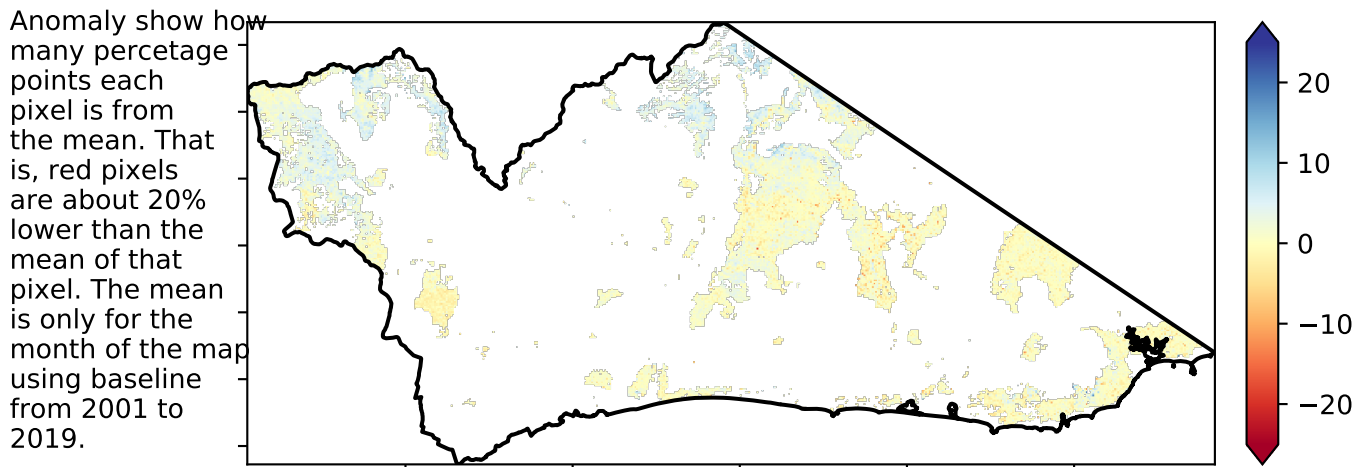 Anomaly show how
many percetage
points each
pixel is from
the mean. That
is, red pixels
are about 20%
lower than the
mean of that
pixel. The mean
is only for the
month of the map
using baseline
from 2001 to
2019.
20
10
0
−10
−20